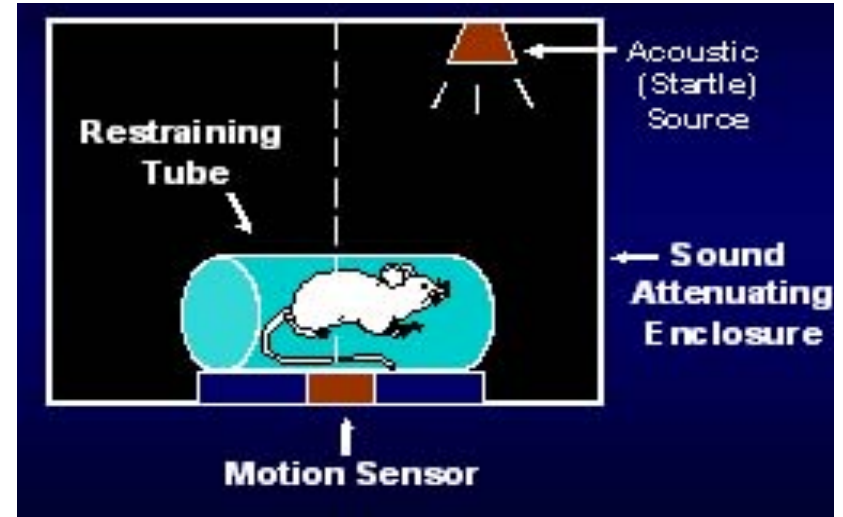 Acoustic
(Startle)
Source
Restraining
Tube
Sound
Attenuating
Enclosure
Motion Sensor